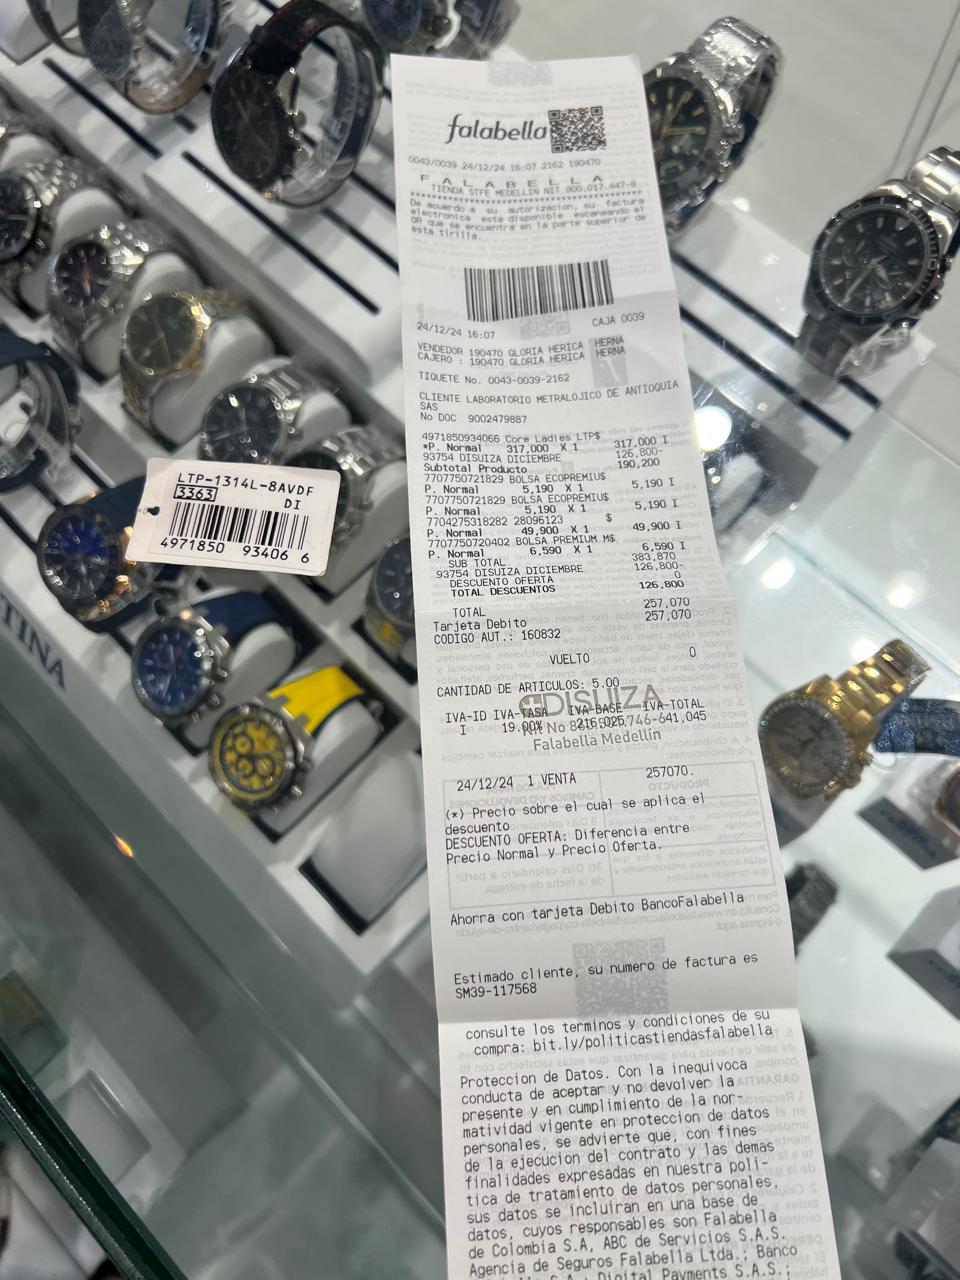 falabella
0043/0039 24/12/24 16:07 2162 190470
F A L A B E L L A
TIENDA STFE MEDELLIN NIT 900.017.447-8
De acuerdo a su autorizacion, su factura
electronica esta disponible escaneando el
QR que se encuentra en la parte superior de
esta tirilla.
24/12/24 16:07 CAJA 0039
VENDEDOR 190470 GLORIA HERICA HERNA
CAJERO : 190470 GLORIA HERICA HERNA
TIQUETE No. 0043-0039-2162
CLIENTE LABORATORIO METRALOJICO DE ANTIOQUIA
SAS
No DOC 9002479887
4971850934066 Core Ladies LTP$
*P. Normal 317,000 X 1 317,000 I
93754 DISUIZA DICIEMBRE 126,800-
Subtotal Producto 190,200
7707750721829 BOLSA ECOPREMIU$
P. Normal 5,190 X 1 5,190 I
7707750721829 BOLSA ECOPREMIU$
P. Normal 5,190 X 1 5,190 I
7704275318282 28096123 $
P. Normal 49,900 X 1 49,900 I
7707750720402 BOLSA PREMIUM M$
P. Normal 6,590 X 1 6,590 I
SUB TOTAL 383,870
93754 DISUIZA DICIEMBRE 126,800-
DESCUENTO OFERTA 0
TOTAL DESCUENTOS 126,800
TOTAL 257,070
Tarjeta Debito 257,070
CODIGO AUT.: 160832
VUELTO 0
CANTIDAD DE ARTICULOS: 5.00
DISUIZA
IVA-ID IVA-TASA IVA-BASE IVA-TOTAL
I 19.00% 216,025 41,045
Falabella Medellín
24/12/24 1 VENTA 257070.
(*) Precio sobre el cual se aplica el
descuento
DESCUENTO OFERTA: Diferencia entre
Precio Normal y Precio Oferta.
Ahorra con tarjeta Debito BancoFalabella
Estimado cliente, su numero de factura es
SM39-117568
consulte los terminos y condiciones de su
compra: bit.ly/politicastiendasfalabella
Proteccion de Datos. Con la inequivoca
conducta de aceptar y no devolver la
presente y en cumplimiento de la nor-
matividad vigente en proteccion de datos
personales, se advierte que, con fines
de la ejecucion del contrato y las demas
finalidades expresadas en nuestra poli-
tica de tratamiento de datos personales,
sus datos se incluiran en una base de
datos, cuyos responsables son Falabella
de Colombia S.A, ABC de Servicios S.A.S.
Agencia de Seguros Falabella Ltda.; Banco
Digital Payments S.A.S.;
LTP-1314L-8AVDF
3363 DI
4971850 93406 6
TINA